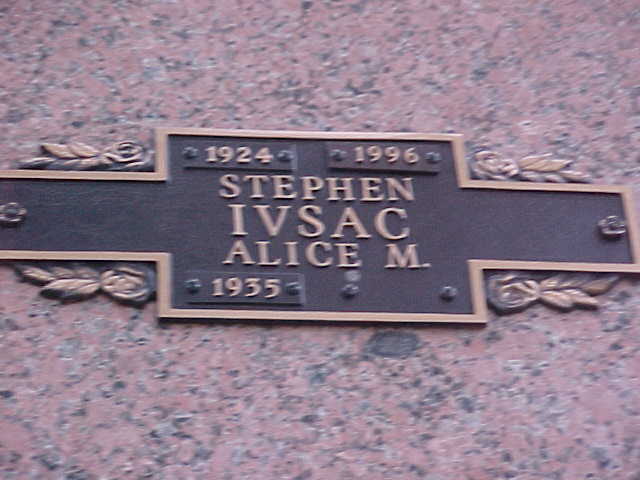 1924 1996
STEPHEN
IVSAC
ALICE M.
1935